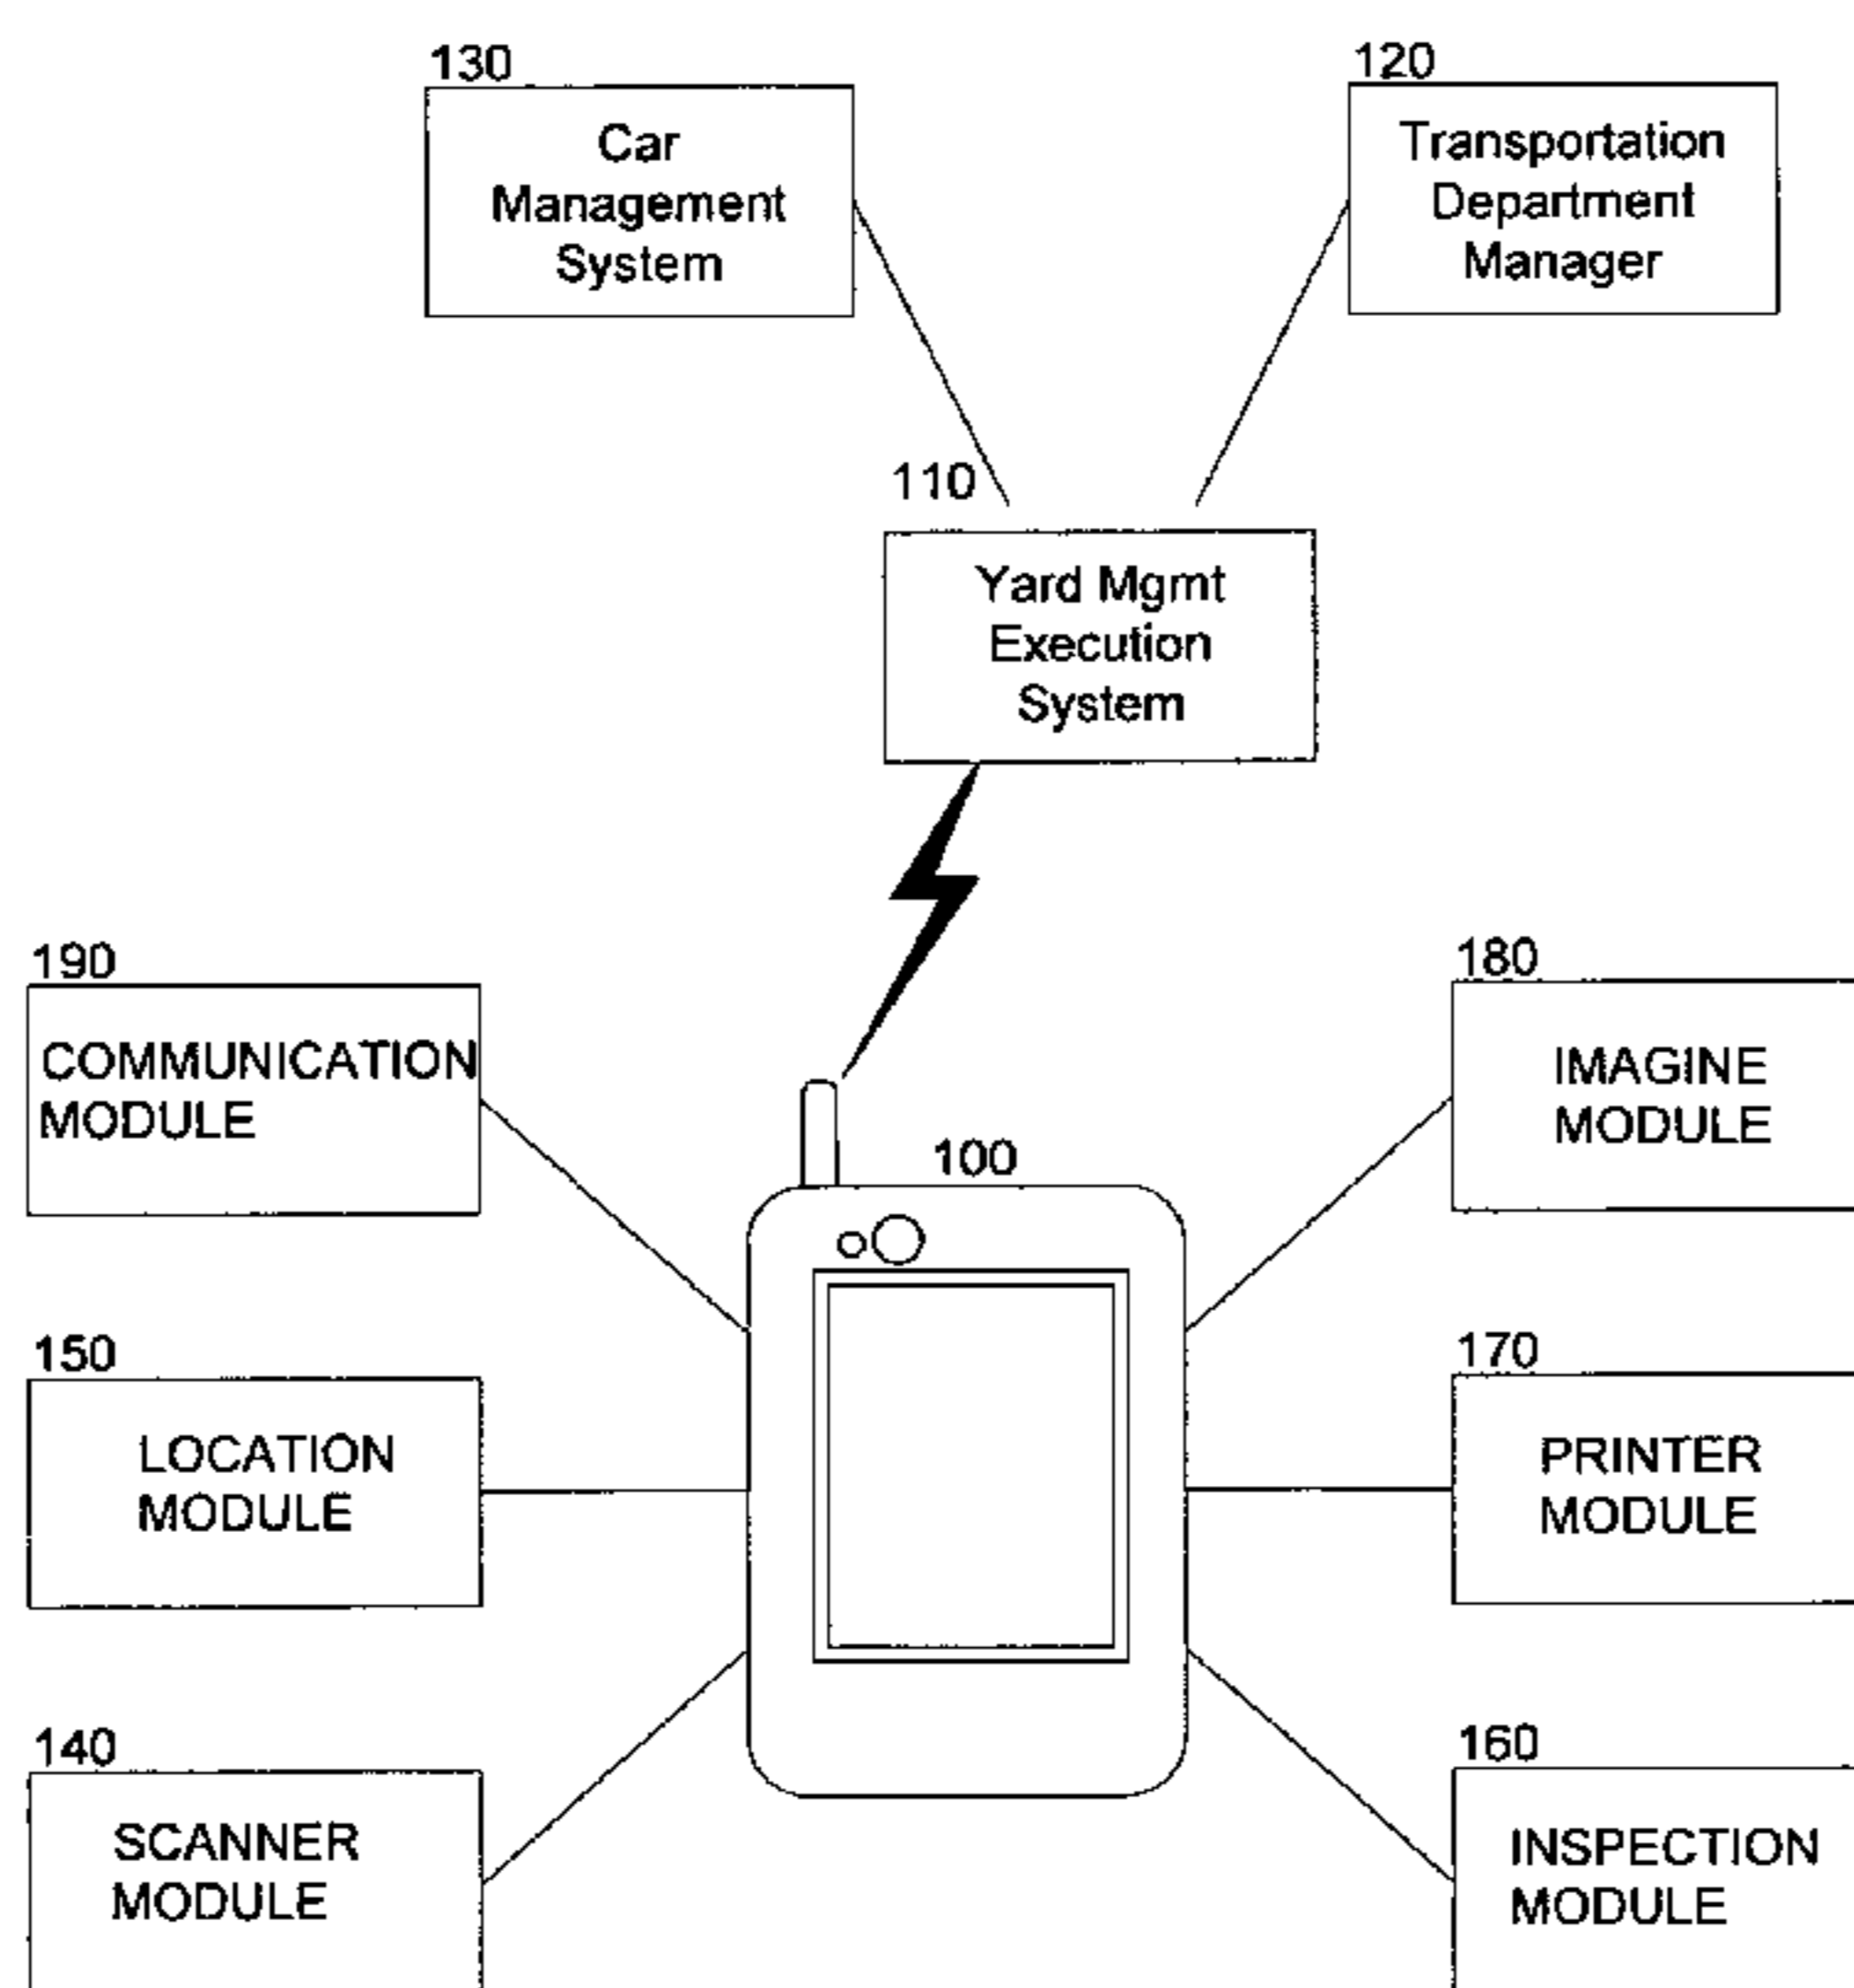 130
Car
Management
System
120
Transportation
Department
Manager
110
Yard Mgmt
Execution
System
190
COMMUNICATION
MODULE
180
IMAGINE
MODULE
100
150
LOCATION
MODULE
170
PRINTER
MODULE
140
SCANNER
MODULE
160
INSPECTION
MODULE